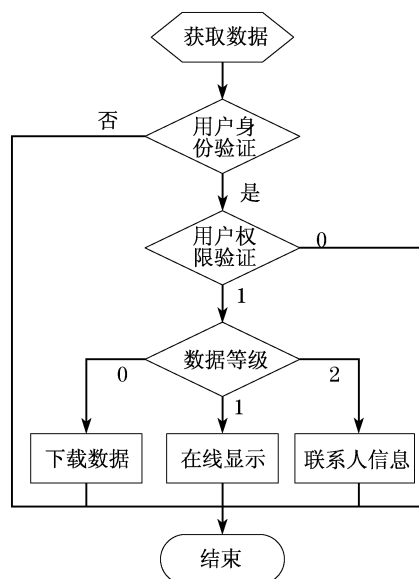 获取数据
否
用户身
份验证
是
用户权
限验证
0
1
数据等级
0
1
2
下载数据
在线显示
联系人信息
结束